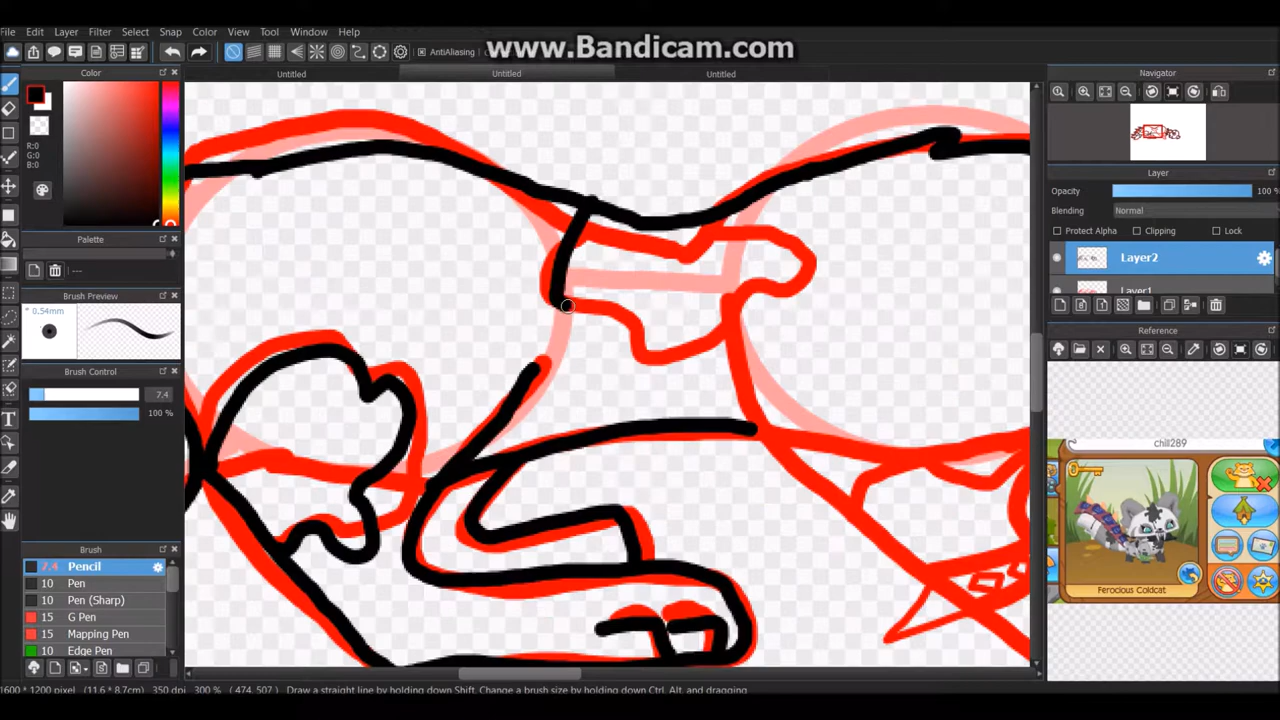 File Edit Layer Filter Select Snap Color View Tool Window Help
www.Bandicam.com
AntiAliasing
Color
Untitled Untitled Untitled
Navigator
R:0
G:0
B:0
Layer
Opacity 100 %
Blending Normal
Protect Alpha Clipping Lock
Palette
Layer2
---
Layer1
Brush Preview
* 0.54mm
Reference
Brush Control
7.4
100 %
chill289
Ferocious Coldcat
Brush
7.4 Pencil
10 Pen
10 Pen (Sharp)
15 G Pen
15 Mapping Pen
10 Edge Pen
1600 * 1200 pixel (11.6 * 8.7cm) 350 dpi 300 % ( 474, 507) Draw a straight line by holding down Shift, Change a brush size by holding down Ctrl, Alt, and dragging